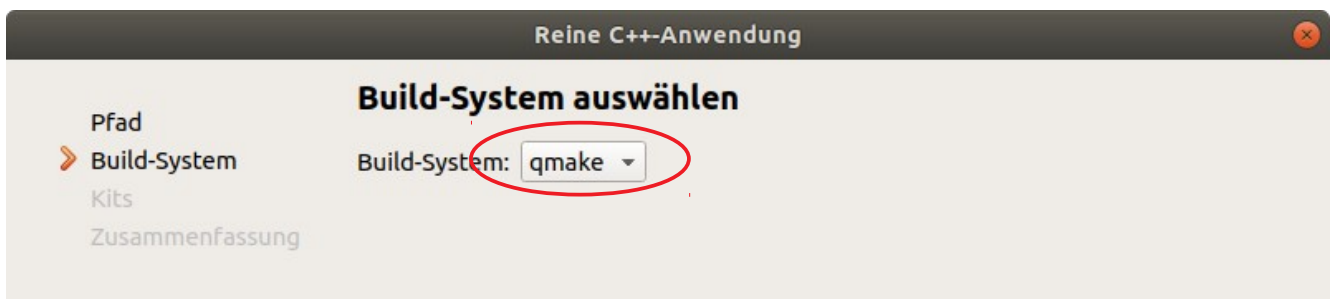 Reine C++-Anwendung
Build-System auswählen
Pfad
Build-System
Kits
Zusammenfassung
Build-System: qmake